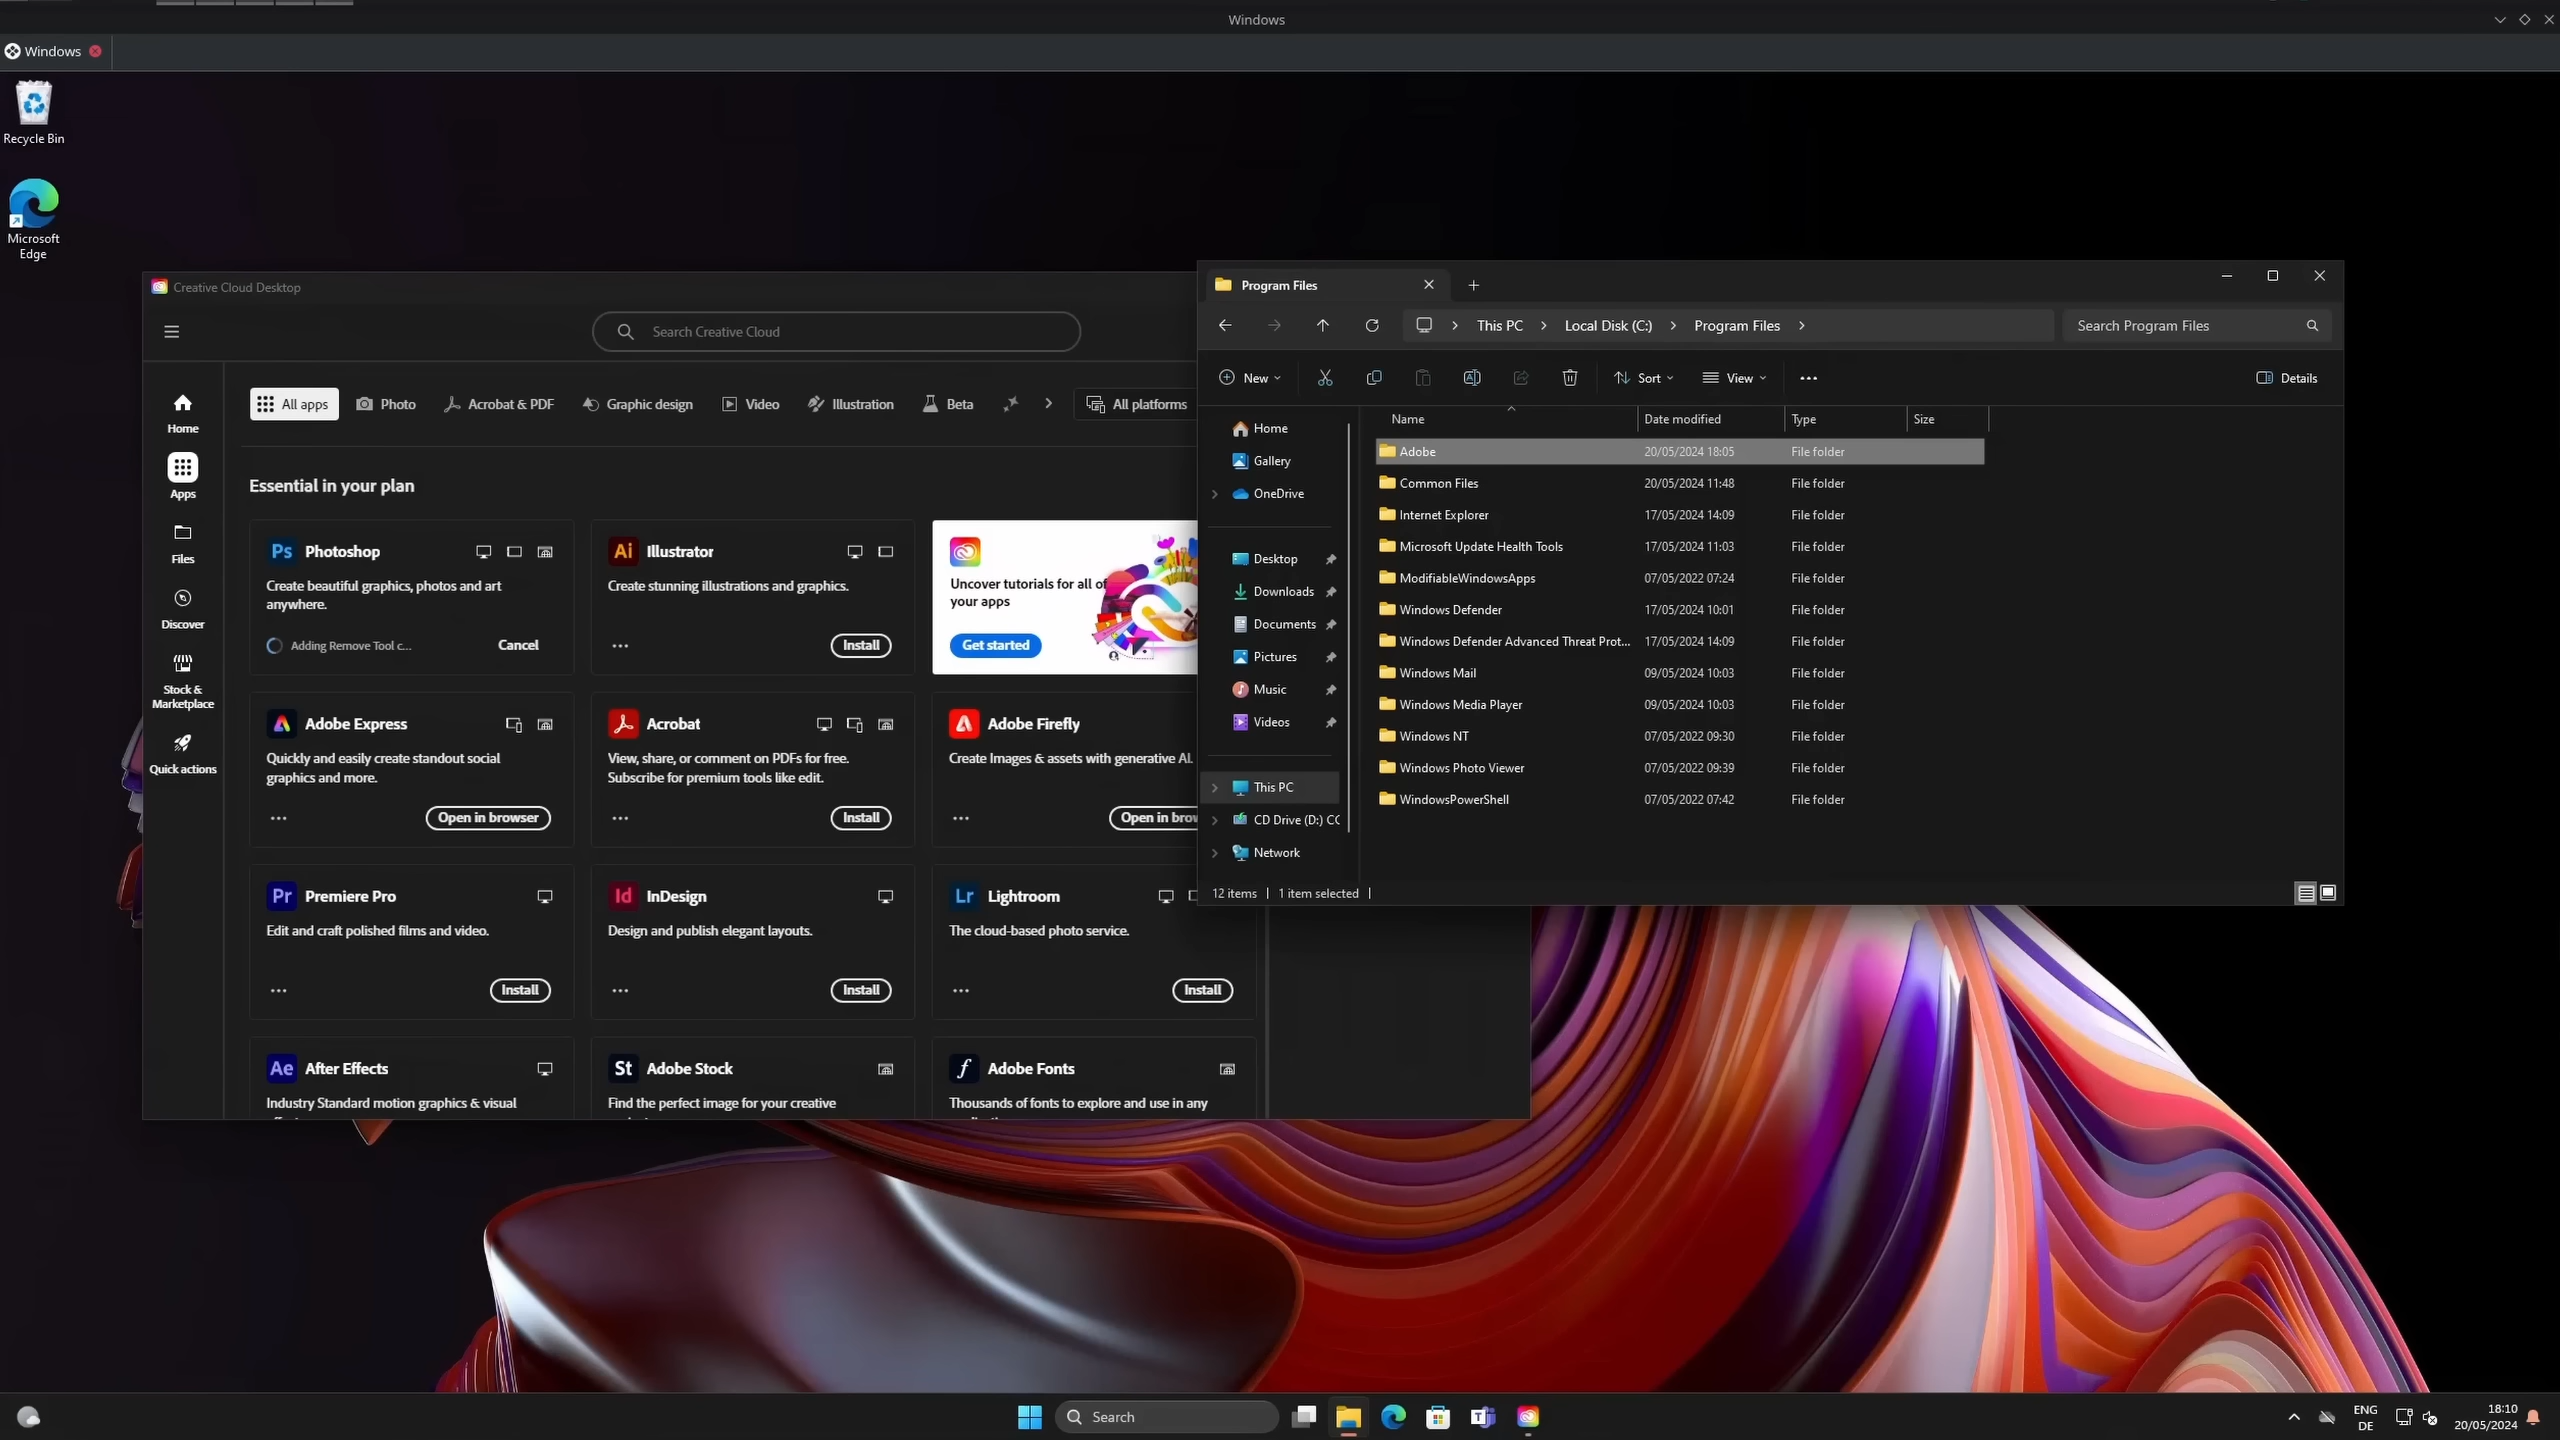 Windows
Windows
Recycle Bin
Microsoft
Edge
Creative Cloud Desktop
Search Creative Cloud
All apps
Photo
Acrobat & PDF
Graphic design
Video
Illustration
Beta
All platforms
Home
Apps
Files
Discover
Stock &
Marketplace
Quick actions
Essential in your plan
Ps Photoshop
Create beautiful graphics, photos and art
anywhere.
Adding Remove Tool c...
Cancel
Ai Illustrator
Create stunning illustrations and graphics.
Install
Uncover tutorials for all of
your apps
Get started
Adobe Express
Quickly and easily create standout social
graphics and more.
Open in browser
Acrobat
View, share, or comment on PDFs for free.
Subscribe for premium tools like edit.
Install
Adobe Firefly
Create Images & assets with generative AI.
Open in brow
Pr Premiere Pro
Edit and craft polished films and video.
Install
Id InDesign
Design and publish elegant layouts.
Install
Lr Lightroom
The cloud-based photo service.
Install
Ae After Effects
Industry Standard motion graphics & visual
St Adobe Stock
Find the perfect image for your creative
f Adobe Fonts
Thousands of fonts to explore and use in any
Program Files
This PC > Local Disk (C:) > Program Files >
Search Program Files
New
Sort
View
Details
Home
Gallery
OneDrive
Desktop
Downloads
Documents
Pictures
Music
Videos
This PC
CD Drive (D:) CC
Network
Name Date modified Type Size
Adobe 20/05/2024 18:05 File folder
Common Files 20/05/2024 11:48 File folder
Internet Explorer 17/05/2024 14:09 File folder
Microsoft Update Health Tools 17/05/2024 11:03 File folder
ModifiableWindowsApps 07/05/2022 07:24 File folder
Windows Defender 17/05/2024 10:01 File folder
Windows Defender Advanced Threat Prot... 17/05/2024 14:09 File folder
Windows Mail 09/05/2024 10:03 File folder
Windows Media Player 09/05/2024 10:03 File folder
Windows NT 07/05/2022 09:30 File folder
Windows Photo Viewer 07/05/2022 09:39 File folder
WindowsPowerShell 07/05/2022 07:42 File folder
12 items
1 item selected
Search
ENG
DE
18:10
20/05/2024